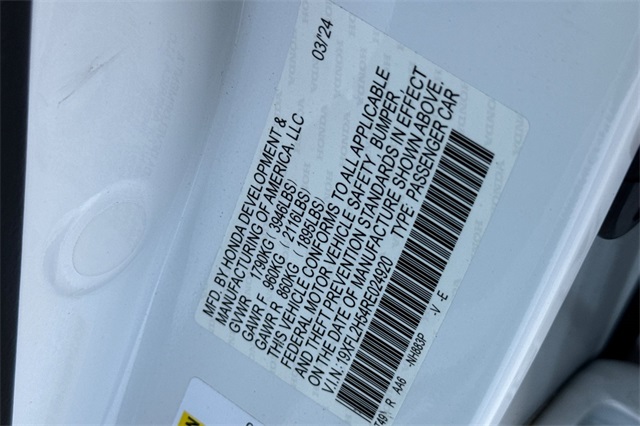 MFD. BY HONDA DEVELOPMENT &
MANUFACTURING OF AMERICA, LLC 03/24
GVWR 1790KG ( 3946LBS)
GAWR F 960KG ( 2116LBS)
GAWR R 860KG ( 1895LBS)
THIS VEHICLE CONFORMS TO ALL APPLICABLE
FEDERAL MOTOR VEHICLE SAFETY, BUMPER,
AND THEFT PREVENTION STANDARDS IN EFFECT
ON THE DATE OF MANUFACTURE SHOWN ABOVE.
V.I.N.: 19XFL2H54RE024920 TYPE: PASSENGER CAR
R AA6 -NH883P -V -E